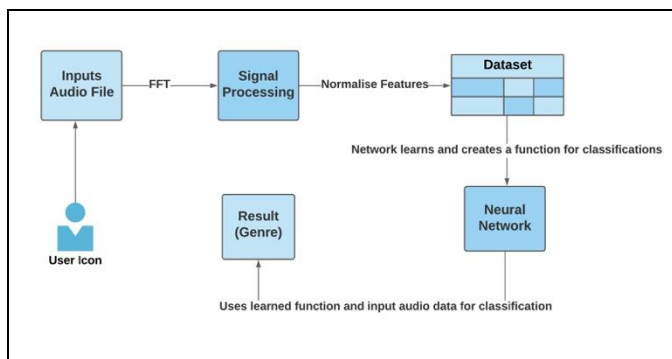 Inputs
Audio File
FFT
Signal
Processing
Normalise Features
Dataset
Network learns and creates a function for classifications
Neural
Network
Result
(Genre)
User Icon
Uses learned function and input audio data for classification